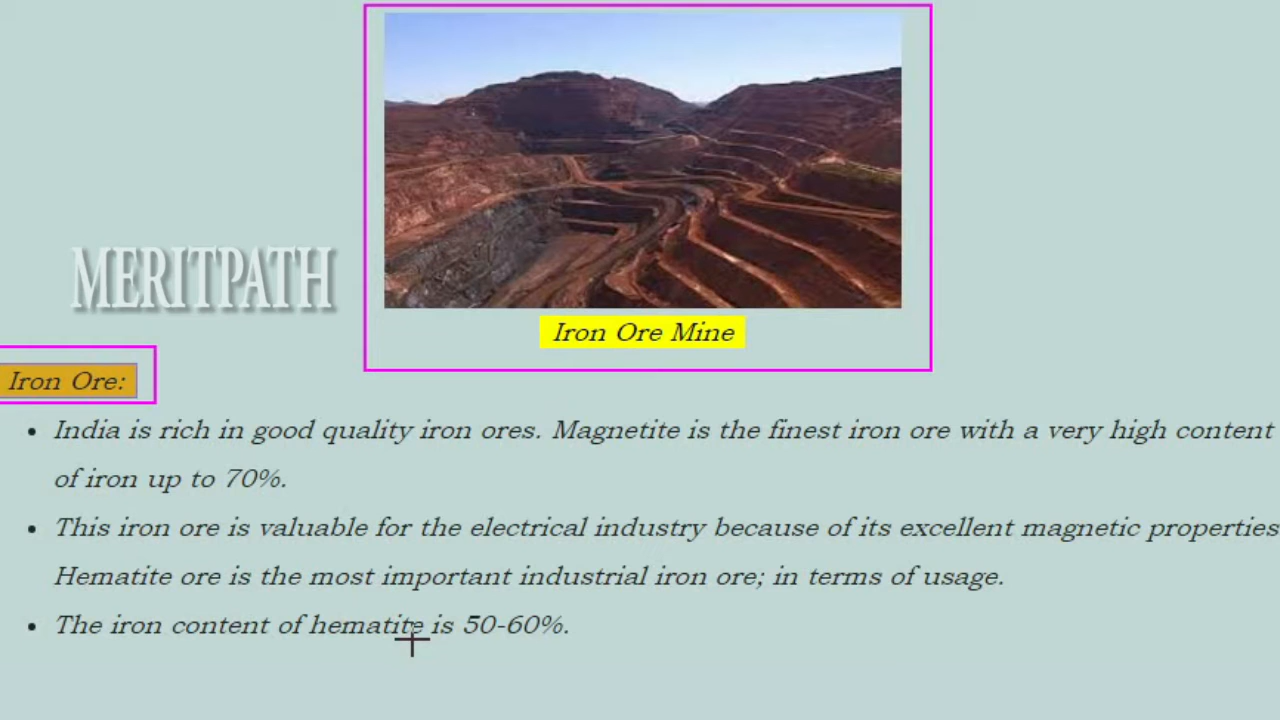 MERITPATH
Iron Ore Mine
Iron Ore:
• India is rich in good quality iron ores. Magnetite is the finest iron ore with a very high content
of iron up to 70%.
• This iron ore is valuable for the electrical industry because of its excellent magnetic properties
Hematite ore is the most important industrial iron ore; in terms of usage.
• The iron content of hematite is 50-60%.